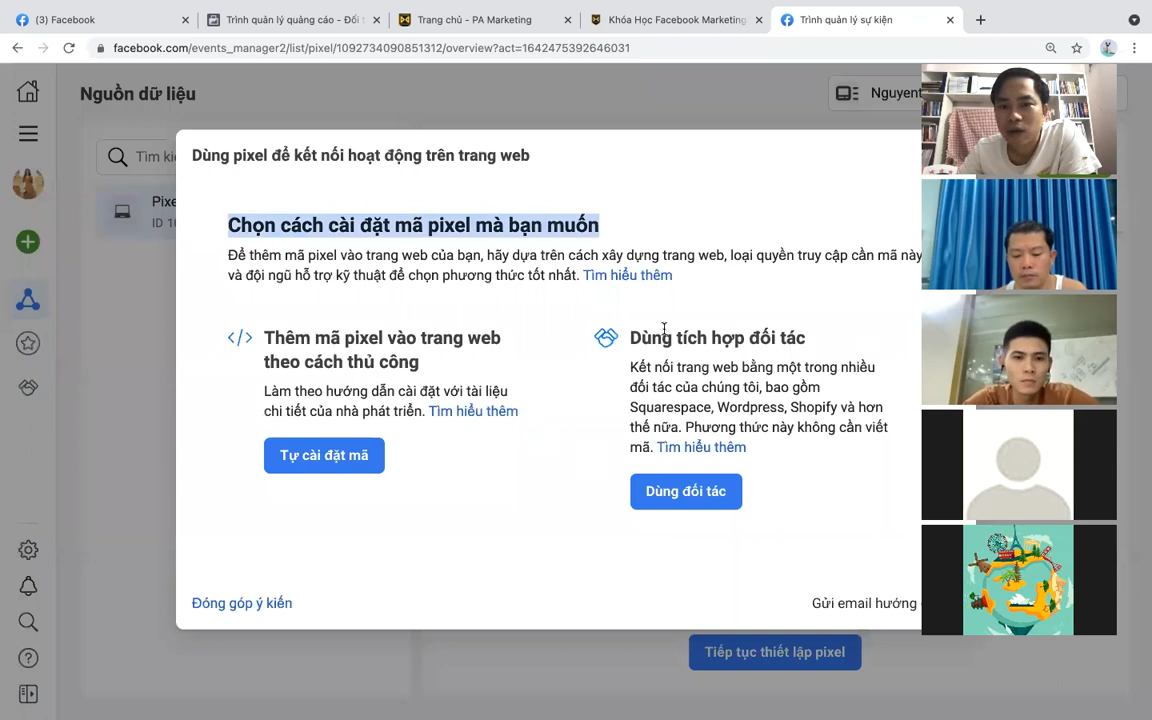 (3) Facebook
Trình quản lý quảng cáo - Đối t
Trang chủ - PA Marketing
Khóa Học Facebook Marketing
Trình quản lý sự kiện
facebook.com/events_manager2/list/pixel/1092734090851312/overview?act=1642475392646031
Nguồn dữ liệu
Nguyent
Tìm kiế
Pixe
ID 10
Dùng pixel để kết nối hoạt động trên trang web
Chọn cách cài đặt mã pixel mà bạn muốn
Để thêm mã pixel vào trang web của bạn, hãy dựa trên cách xây dựng trang web, loại quyền truy cập cần mã này
và đội ngũ hỗ trợ kỹ thuật để chọn phương thức tốt nhất. Tìm hiểu thêm
Thêm mã pixel vào trang web
theo cách thủ công
Làm theo hướng dẫn cài đặt với tài liệu
chi tiết của nhà phát triển. Tìm hiểu thêm
Tự cài đặt mã
Dùng tích hợp đối tác
Kết nối trang web bằng một trong nhiều
đối tác của chúng tôi, bao gồm
Squarespace, Wordpress, Shopify và hơn
thế nữa. Phương thức này không cần viết
mã. Tìm hiểu thêm
Dùng đối tác
Đóng góp ý kiến
Gửi email hướng
Tiếp tục thiết lập pixel